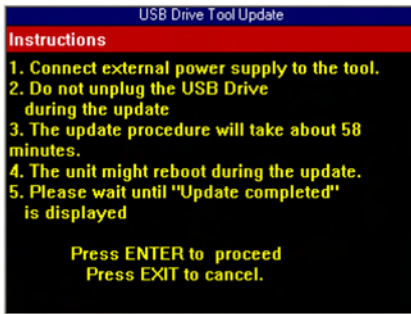 USB Drive Tool Update
Instructions
1. Connect external power supply to the tool.
2. Do not unplug the USB Drive
during the update
3. The update procedure will take about 58
minutes.
4. The unit might reboot during the update.
5. Please wait until "Update completed"
is displayed
Press ENTER to proceed
Press EXIT to cancel.